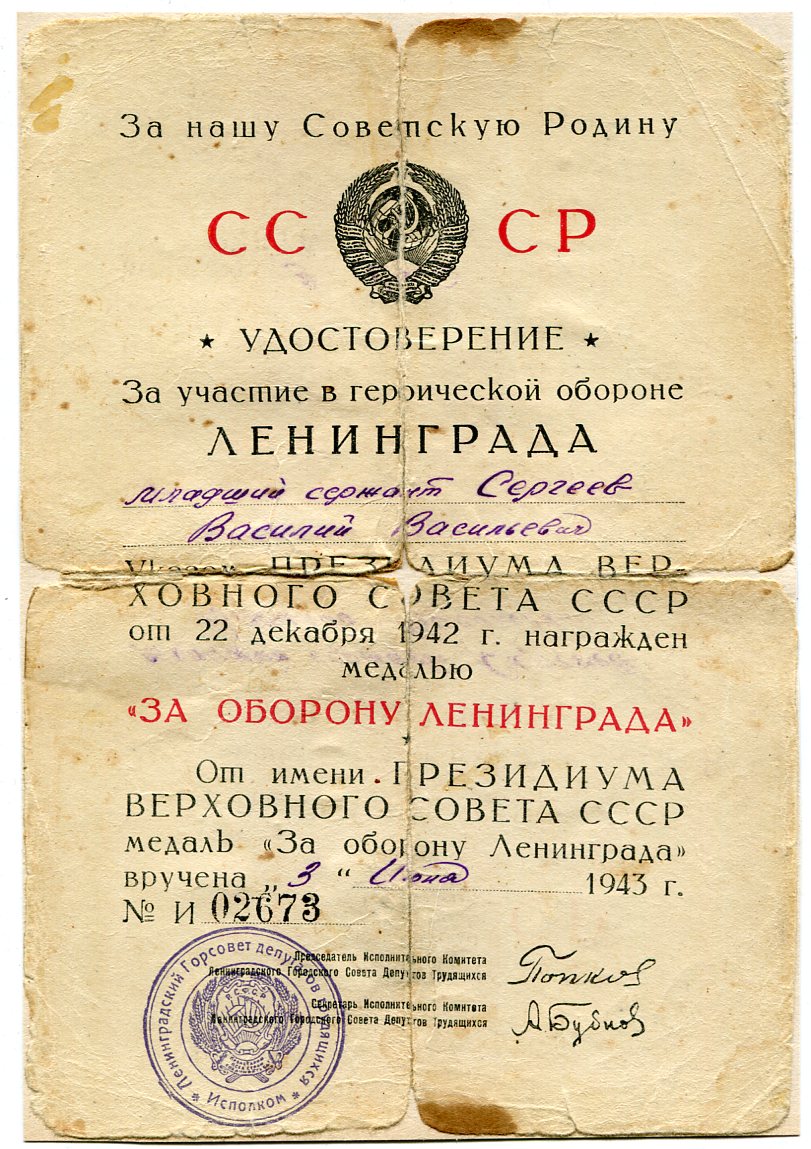 За нашу Советскую Родину
СССР
★ УДОСТОВЕРЕНИЕ ★
За участие в героической обороне
ЛЕНИНГРАДА
младший сержант Сергеев
Василий Васильевич
Указом ПРЕЗИДИУМА ВЕР-
ХОВНОГО СОВЕТА СССР
от 22 декабря 1942 г. награжден
медалью
«ЗА ОБОРОНУ ЛЕНИНГРАДА»
От имени ПРЕЗИДИУМА
ВЕРХОВНОГО СОВЕТА СССР
медаль «За оборону Ленинграда»
вручена „3“ Июня 1943 г.
№ И 02673
Председатель Исполнительного Комитета
Ленинградского Городского Совета Депутатов Трудящихся
Попков
Секретарь Исполнительного Комитета
Ленинградского Городского Совета Депутатов Трудящихся
А Бубнов
Ленинградский Горсовет депутатов трудящихся
★ Исполком ★
РСФСР